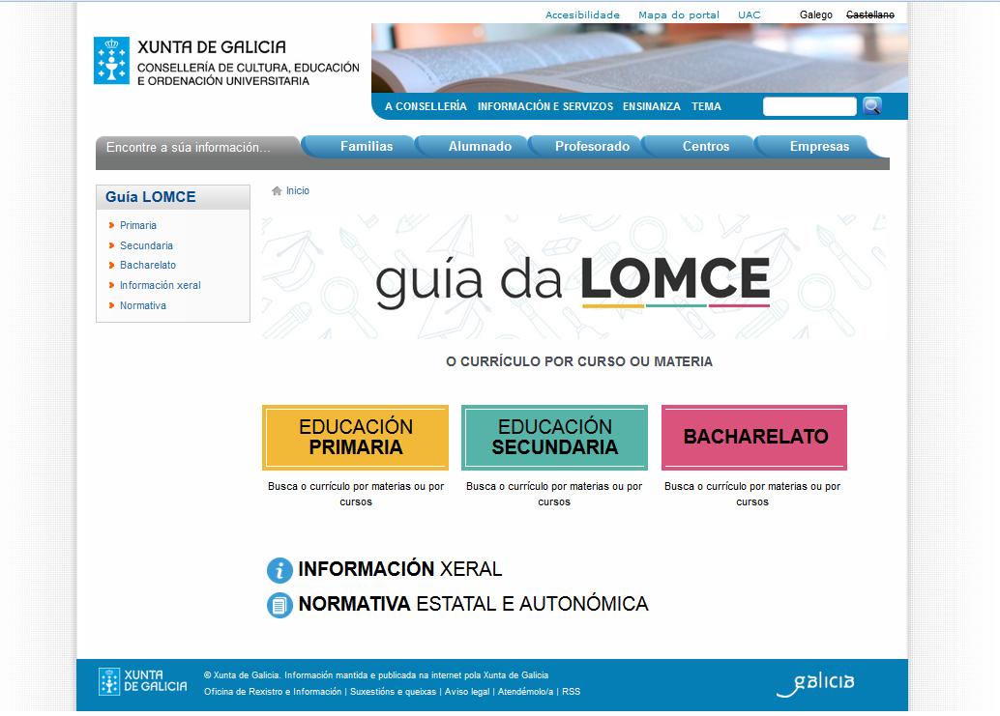 Accesibilidade Mapa do portal UAC Galego Castellano
XUNTA DE GALICIA
CONSELLERÍA DE CULTURA, EDUCACIÓN
E ORDENACIÓN UNIVERSITARIA
A CONSELLERÍA INFORMACIÓN E SERVIZOS ENSINANZA TEMA
Encontre a súa información...
Familias Alumnado Profesorado Centros Empresas
Guía LOMCE
Primaria
Secundaria
Bacharelato
Información xeral
Normativa
Inicio
guía da LOMCE
O CURRÍCULO POR CURSO OU MATERIA
EDUCACIÓN
PRIMARIA
Busca o currículo por materias ou por
cursos
EDUCACIÓN
SECUNDARIA
Busca o currículo por materias ou por
cursos
BACHARELATO
Busca o currículo por materias ou por
cursos
INFORMACIÓN XERAL
NORMATIVA ESTATAL E AUTONÓMICA
XUNTA
DE GALICIA
© Xunta de Galicia. Información mantida e publicada na internet pola Xunta de Galicia
Oficina de Rexistro e Información | Suxestións e queixas | Aviso legal | Atendémolo/a | RSS
galicia